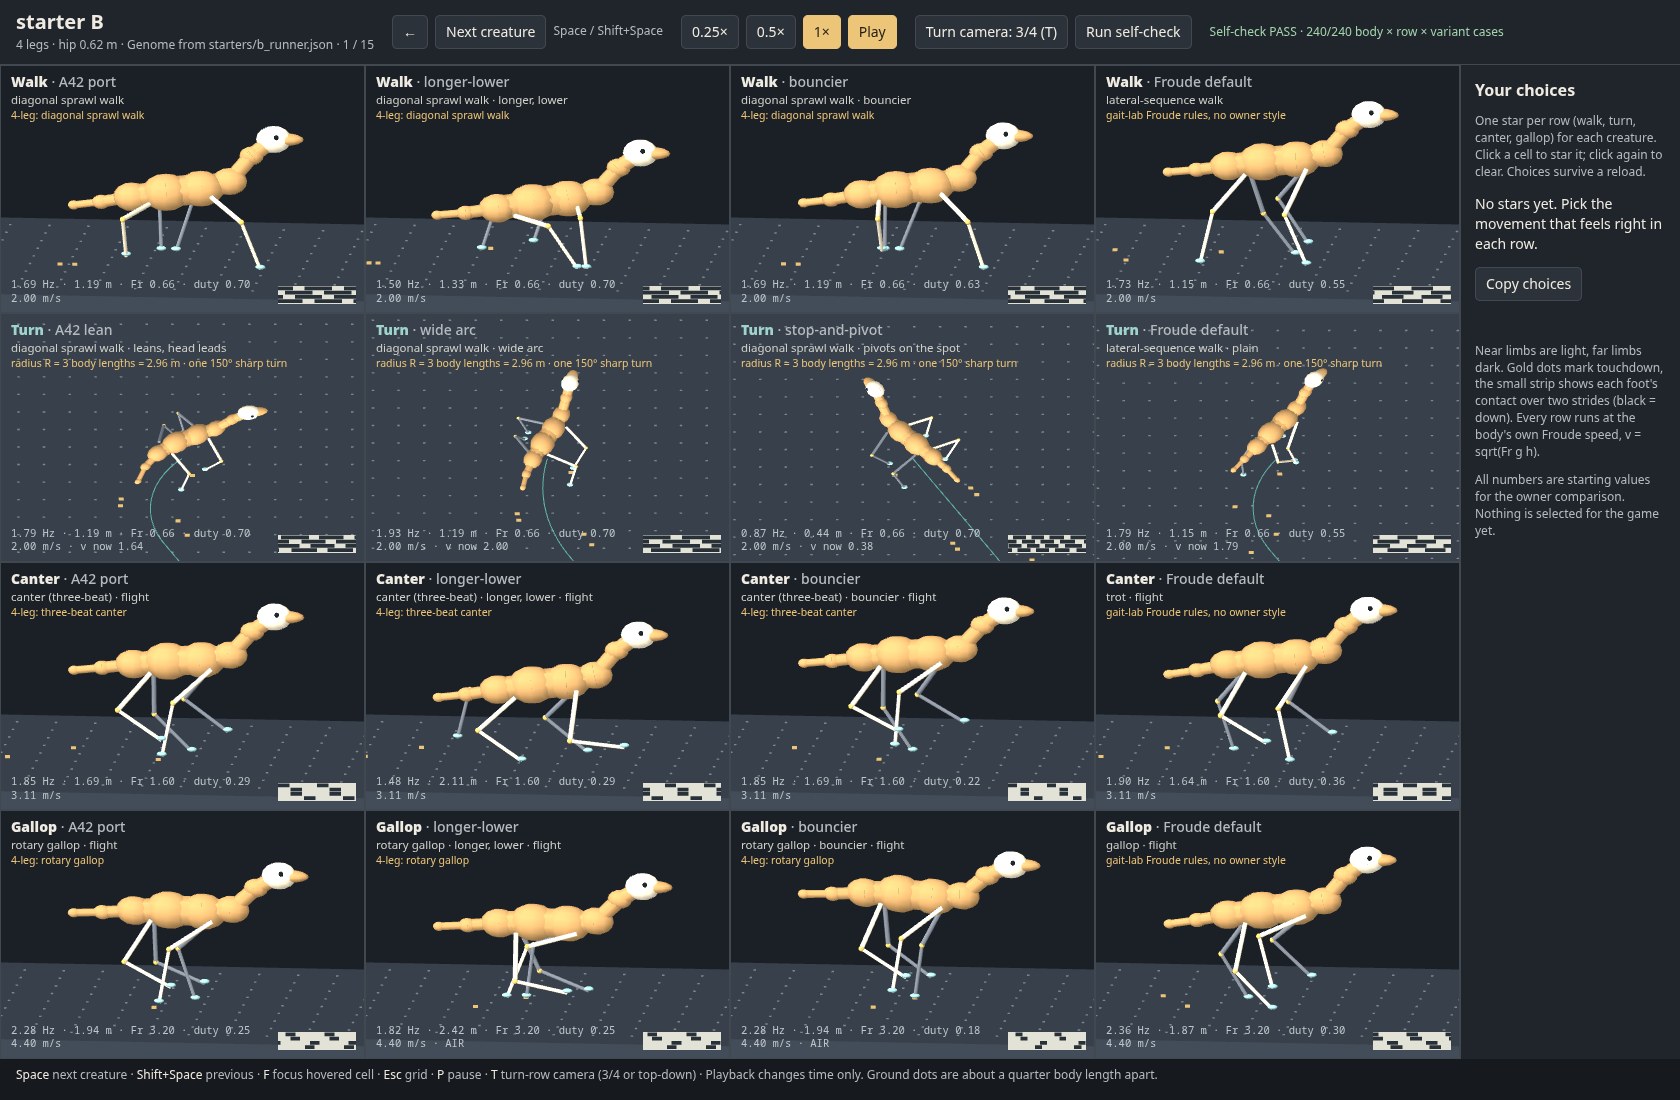 starter B
4 legs · hip 0.62 m · Genome from starters/b_runner.json · 1 / 15
←
Next creature
Space / Shift+Space
0.25×
0.5×
1×
Play
Turn camera: 3/4 (T)
Run self-check
Self-check PASS · 240/240 body × row × variant cases
Walk · A42 port
diagonal sprawl walk
4-leg: diagonal sprawl walk
1.69 Hz · 1.19 m · Fr 0.66 · duty 0.70
2.00 m/s
Walk · longer-lower
diagonal sprawl walk · longer, lower
4-leg: diagonal sprawl walk
1.50 Hz · 1.33 m · Fr 0.66 · duty 0.70
2.00 m/s
Walk · bouncier
diagonal sprawl walk · bouncier
4-leg: diagonal sprawl walk
1.69 Hz · 1.19 m · Fr 0.66 · duty 0.63
2.00 m/s
Walk · Froude default
lateral-sequence walk
gait-lab Froude rules, no owner style
1.73 Hz · 1.15 m · Fr 0.66 · duty 0.55
2.00 m/s
Turn · A42 lean
diagonal sprawl walk · leans, head leads
radius R = 3 body lengths = 2.96 m · one 150° sharp turn
1.79 Hz · 1.19 m · Fr 0.66 · duty 0.70
2.00 m/s · v now 1.64
Turn · wide arc
diagonal sprawl walk · wide arc
radius R = 3 body lengths = 2.96 m · one 150° sharp turn
1.93 Hz · 1.19 m · Fr 0.66 · duty 0.70
2.00 m/s · v now 2.00
Turn · stop-and-pivot
diagonal sprawl walk · pivots on the spot
radius R = 3 body lengths = 2.96 m · one 150° sharp turn
0.87 Hz · 0.44 m · Fr 0.66 · duty 0.70
2.00 m/s · v now 0.38
Turn · Froude default
lateral-sequence walk · plain
radius R = 3 body lengths = 2.96 m · one 150° sharp turn
1.79 Hz · 1.15 m · Fr 0.66 · duty 0.55
2.00 m/s · v now 1.79
Canter · A42 port
canter (three-beat) · flight
4-leg: three-beat canter
1.85 Hz · 1.69 m · Fr 1.60 · duty 0.29
3.11 m/s
Canter · longer-lower
canter (three-beat) · longer, lower · flight
4-leg: three-beat canter
1.48 Hz · 2.11 m · Fr 1.60 · duty 0.29
3.11 m/s
Canter · bouncier
canter (three-beat) · bouncier · flight
4-leg: three-beat canter
1.85 Hz · 1.69 m · Fr 1.60 · duty 0.22
3.11 m/s
Canter · Froude default
trot · flight
gait-lab Froude rules, no owner style
1.90 Hz · 1.64 m · Fr 1.60 · duty 0.36
3.11 m/s
Gallop · A42 port
rotary gallop · flight
4-leg: rotary gallop
2.28 Hz · 1.94 m · Fr 3.20 · duty 0.25
4.40 m/s
Gallop · longer-lower
rotary gallop · longer, lower · flight
4-leg: rotary gallop
1.82 Hz · 2.42 m · Fr 3.20 · duty 0.25
4.40 m/s · AIR
Gallop · bouncier
rotary gallop · bouncier · flight
4-leg: rotary gallop
2.28 Hz · 1.94 m · Fr 3.20 · duty 0.18
4.40 m/s · AIR
Gallop · Froude default
gallop · flight
gait-lab Froude rules, no owner style
2.36 Hz · 1.87 m · Fr 3.20 · duty 0.30
4.40 m/s
Your choices
One star per row (walk, turn,
canter, gallop) for each creature.
Click a cell to star it; click again to
clear. Choices survive a reload.
No stars yet. Pick the
movement that feels right in
each row.
Copy choices
Near limbs are light, far limbs
dark. Gold dots mark touchdown,
the small strip shows each foot's
contact over two strides (black =
down). Every row runs at the
body's own Froude speed, v =
sqrt(Fr g h).
All numbers are starting values
for the owner comparison.
Nothing is selected for the game
yet.
Space next creature · Shift+Space previous · F focus hovered cell · Esc grid · P pause · T turn-row camera (3/4 or top-down) · Playback changes time only. Ground dots are about a quarter body length apart.